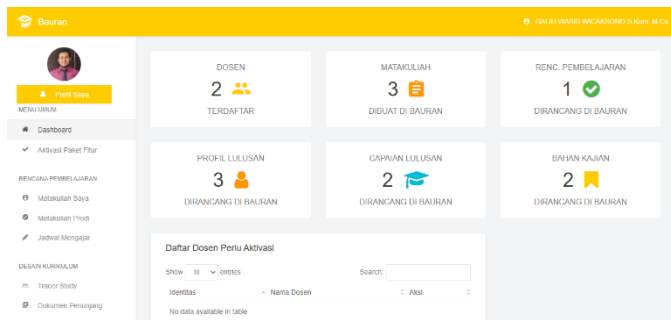 Bauran
GALIH WASIS WICAKSONO S.Kom. M.Cs.
Profil Saya
MENU UMUM
Dashboard
Aktivasi Paket Fitur
RENCANA PEMBELAJARAN
Matakuliah Saya
Matakuliah Prodi
Jadwal Mengajar
DESAIN KURIKULUM
Tracer Study
Dokumen Penunjang
DOSEN
2
TERDAFTAR
MATAKULIAH
3
DIBUAT DI BAURAN
RENC. PEMBELAJARAN
1
DIRANCANG DI BAURAN
PROFIL LULUSAN
3
DIRANCANG DI BAURAN
CAPAIAN LULUSAN
2
DIRANCANG DI BAURAN
BAHAN KAJIAN
2
DIRANCANG DI BAURAN
Daftar Dosen Perlu Aktivasi
Show 10 entries Search:
Identitas Nama Dosen Aksi
No data available in table